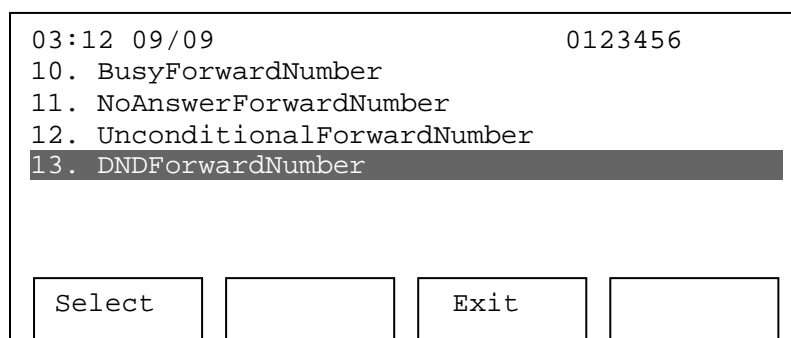 03:12 09/09 0123456
10. BusyForwardNumber
11. NoAnswerForwardNumber
12. UnconditionalForwardNumber
13. DNDForwardNumber
Select Exit